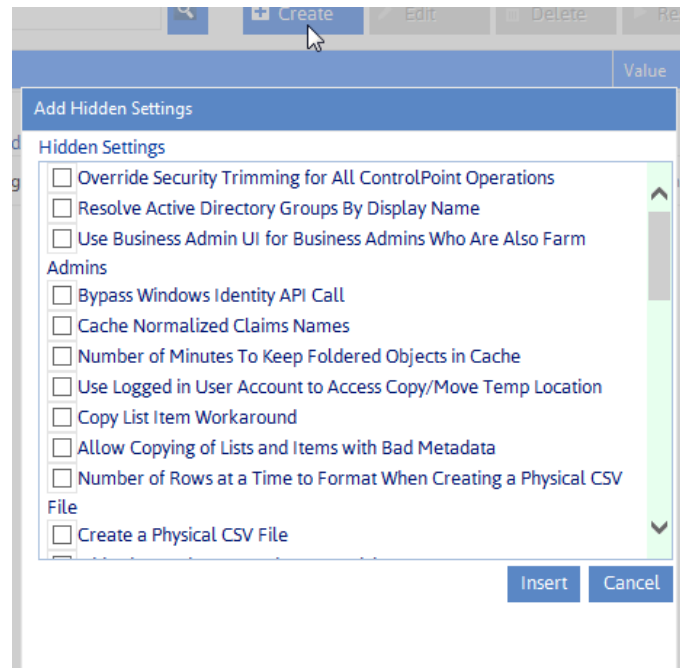 Create
Edit
Delete
Re
Value
Add Hidden Settings
d
Hidden Settings
g
Override Security Trimming for All ControlPoint Operations
Resolve Active Directory Groups By Display Name
Use Business Admin UI for Business Admins Who Are Also Farm
Admins
Bypass Windows Identity API Call
Cache Normalized Claims Names
Number of Minutes To Keep Foldered Objects in Cache
Use Logged in User Account to Access Copy/Move Temp Location
Copy List Item Workaround
Allow Copying of Lists and Items with Bad Metadata
Number of Rows at a Time to Format When Creating a Physical CSV
File
Create a Physical CSV File
Insert
Cancel